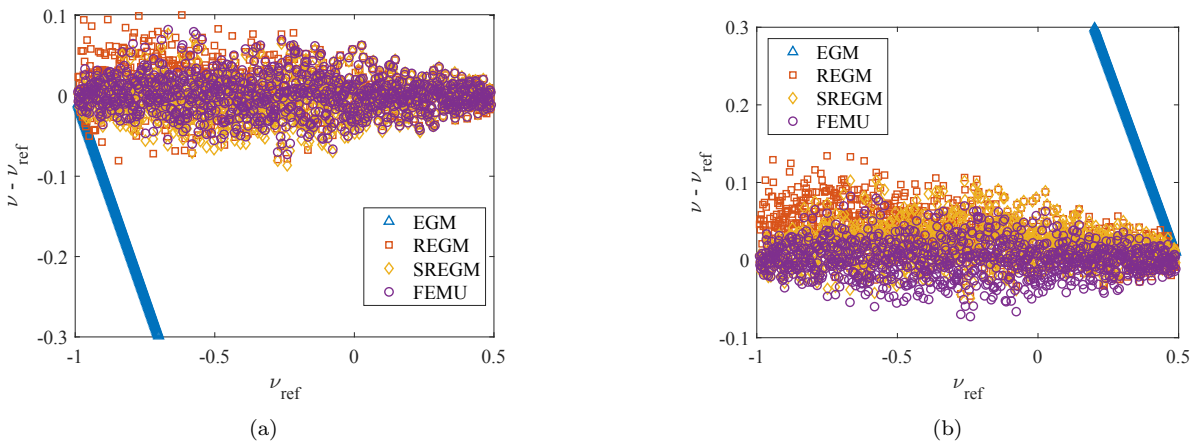 0.1
0
-0.1
-0.2
-0.3
ν - ν_ref
-1
-0.5
0
0.5
ν_ref
EGM
REGM
SREGM
FEMU
(a)
0.3
0.2
0.1
0
-0.1
ν - ν_ref
-1
-0.5
0
0.5
ν_ref
EGM
REGM
SREGM
FEMU
(b)